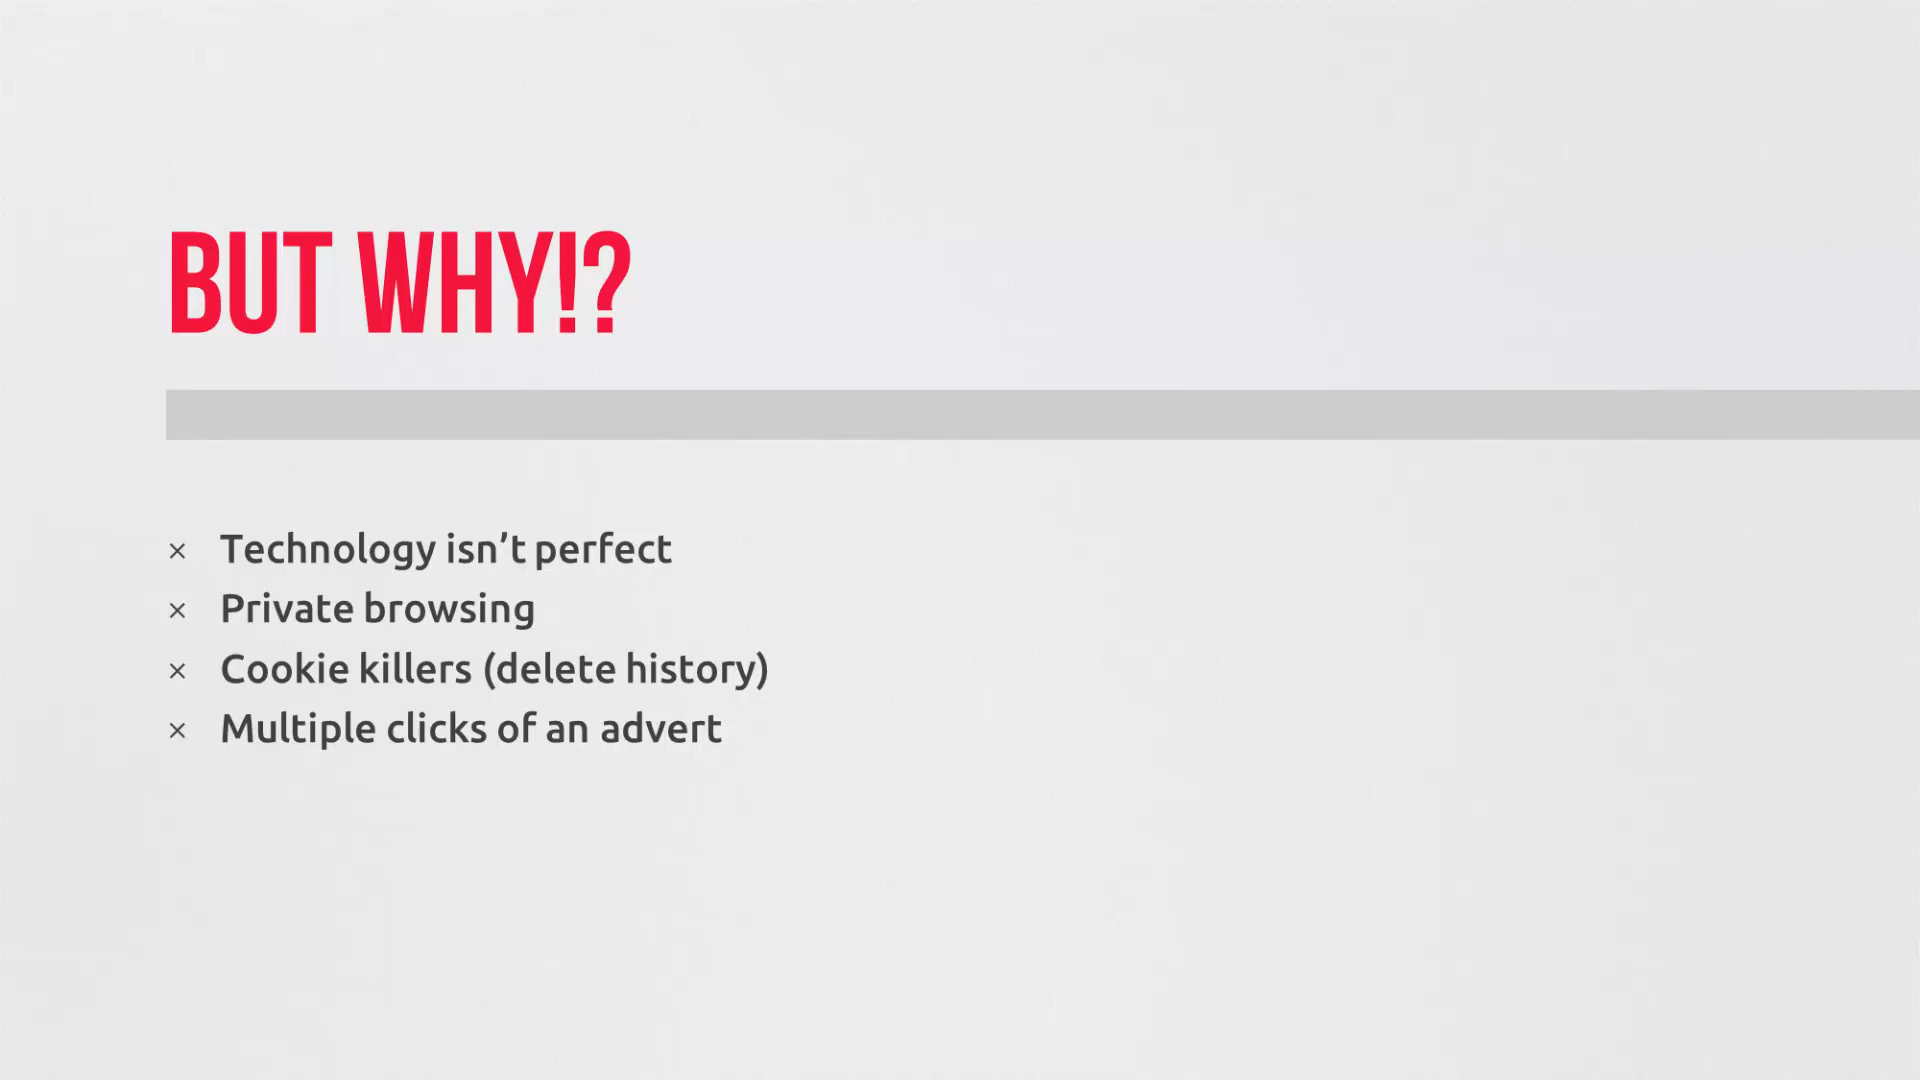 BUT WHY!?
× Technology isn’t perfect
× Private browsing
× Cookie killers (delete history)
× Multiple clicks of an advert